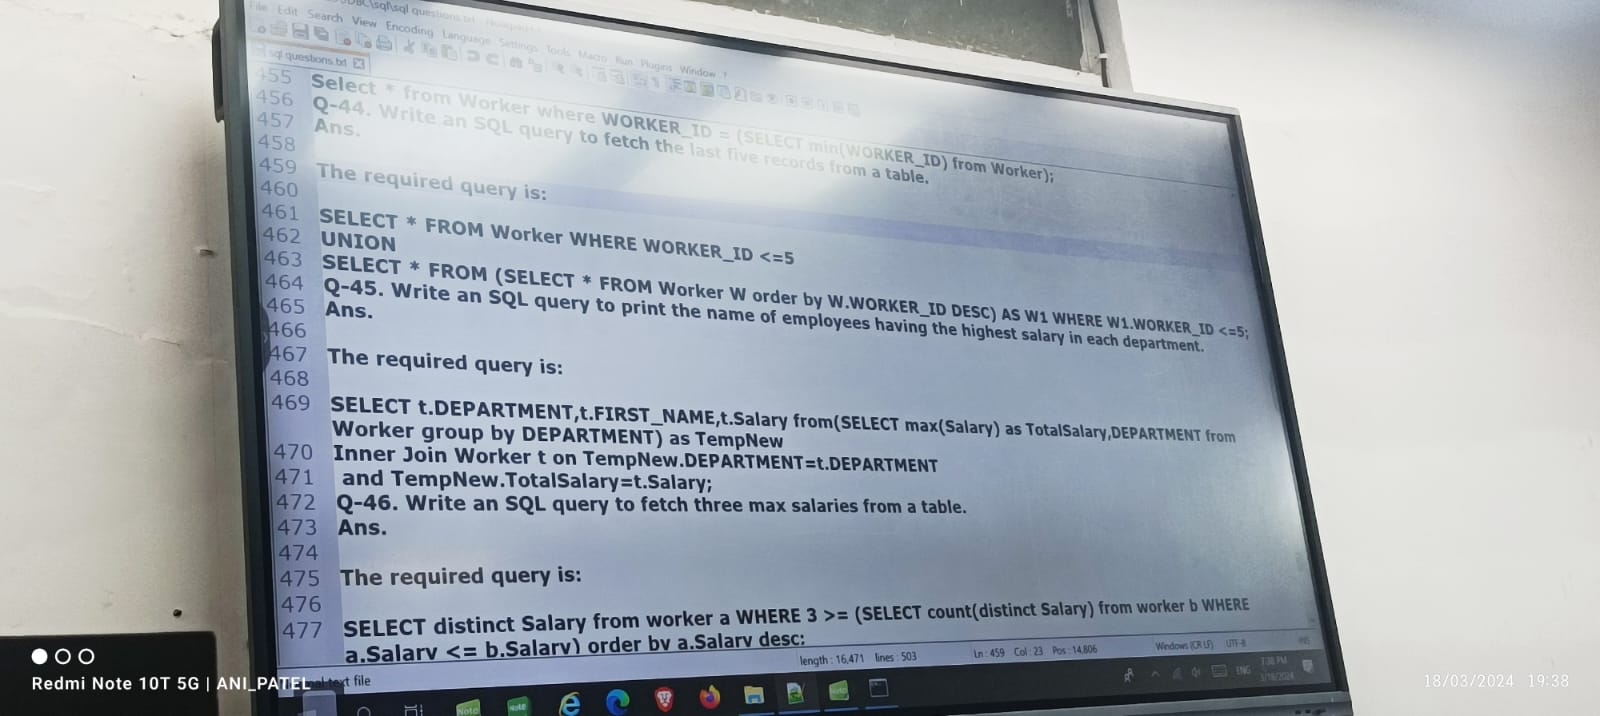 sql questions.txt
File Edit Search View Encoding Language Settings Tools Macro Run Plugins Window ?
sql questions.txt
455 Select * from Worker where WORKER_ID = (SELECT min(WORKER_ID) from Worker);
456 Q-44. Write an SQL query to fetch the last five records from a table.
457 Ans.
458
459 The required query is:
460
461 SELECT * FROM Worker WHERE WORKER_ID <=5
462 UNION
463 SELECT * FROM (SELECT * FROM Worker W order by W.WORKER_ID DESC) AS W1 WHERE W1.WORKER_ID <=5;
464 Q-45. Write an SQL query to print the name of employees having the highest salary in each department.
465 Ans.
466
467 The required query is:
468
469 SELECT t.DEPARTMENT,t.FIRST_NAME,t.Salary from(SELECT max(Salary) as TotalSalary,DEPARTMENT from
Worker group by DEPARTMENT) as TempNew
470 Inner Join Worker t on TempNew.DEPARTMENT=t.DEPARTMENT
471 and TempNew.TotalSalary=t.Salary;
472 Q-46. Write an SQL query to fetch three max salaries from a table.
473 Ans.
474
475 The required query is:
476
477 SELECT distinct Salary from worker a WHERE 3 >= (SELECT count(distinct Salary) from worker b WHERE
a.Salary <= b.Salary) order by a.Salary desc;
text file length : 16,471 lines : 503 Ln : 459 Col : 23 Pos : 14,806 Windows (CR LF) UTF-8 INS
ENG 7:38 PM
3/18/2024
Redmi Note 10T 5G | ANI_PATEL
18/03/2024 19:38